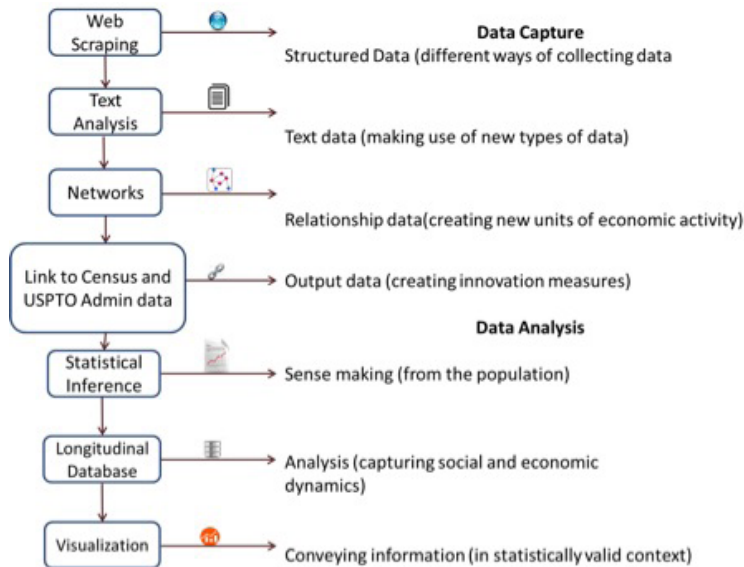 Web
Scraping
Data Capture
Structured Data (different ways of collecting data
Text
Analysis
Text data (making use of new types of data)
Networks
Relationship data(creating new units of economic activity)
Link to Census and
USPTO Admin data
Output data (creating innovation measures)
Data Analysis
Statistical
Inference
Sense making (from the population)
Longitudinal
Database
Analysis (capturing social and economic
dynamics)
Visualization
Conveying information (in statistically valid context)